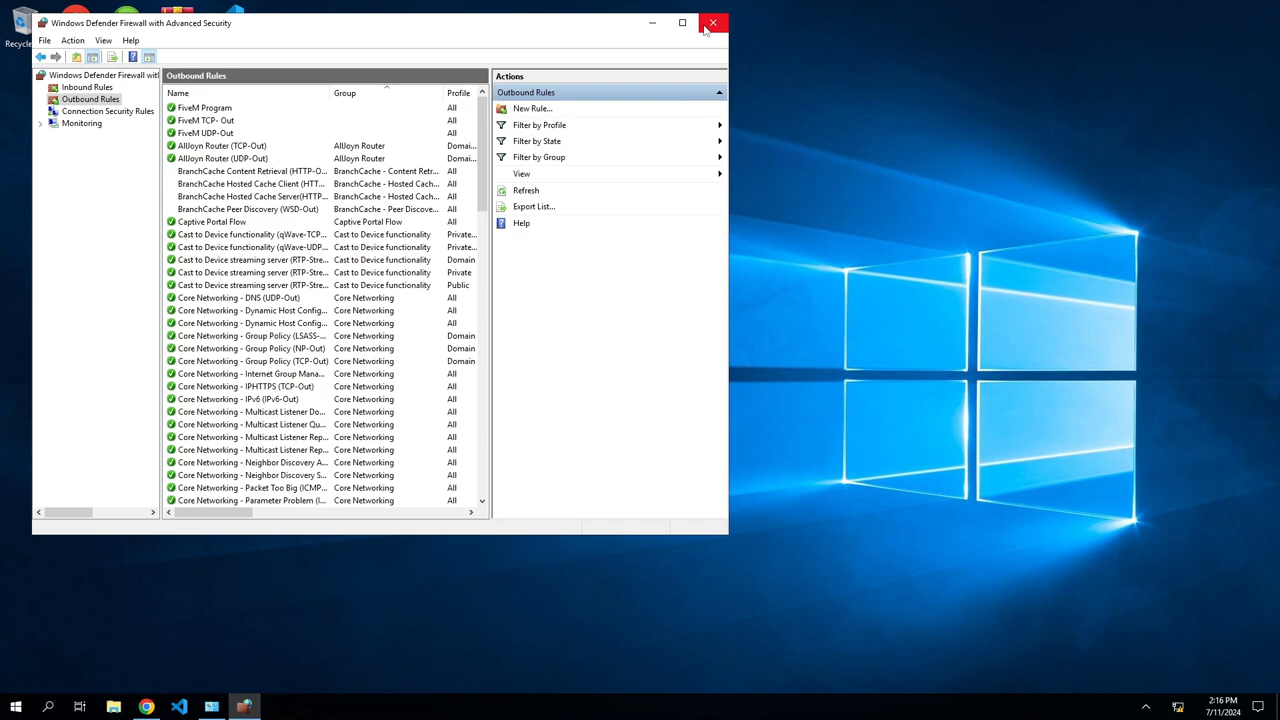 Recycle
Windows Defender Firewall with Advanced Security
File Action View Help
Windows Defender Firewall with
Inbound Rules
Outbound Rules
Connection Security Rules
Monitoring
Outbound Rules
Name Group Profile
FiveM Program All
FiveM TCP- Out All
FiveM UDP-Out All
AllJoyn Router (TCP-Out) AllJoyn Router Domai...
AllJoyn Router (UDP-Out) AllJoyn Router Domai...
BranchCache Content Retrieval (HTTP-O... BranchCache - Content Retr... All
BranchCache Hosted Cache Client (HTT... BranchCache - Hosted Cach... All
BranchCache Hosted Cache Server(HTTP... BranchCache - Hosted Cach... All
BranchCache Peer Discovery (WSD-Out) BranchCache - Peer Discove... All
Captive Portal Flow Captive Portal Flow All
Cast to Device functionality (qWave-TCP... Cast to Device functionality Private...
Cast to Device functionality (qWave-UDP... Cast to Device functionality Private...
Cast to Device streaming server (RTP-Stre... Cast to Device functionality Domain
Cast to Device streaming server (RTP-Stre... Cast to Device functionality Private
Cast to Device streaming server (RTP-Stre... Cast to Device functionality Public
Core Networking - DNS (UDP-Out) Core Networking All
Core Networking - Dynamic Host Config... Core Networking All
Core Networking - Dynamic Host Config... Core Networking All
Core Networking - Group Policy (LSASS-... Core Networking Domain
Core Networking - Group Policy (NP-Out) Core Networking Domain
Core Networking - Group Policy (TCP-Out) Core Networking Domain
Core Networking - Internet Group Mana... Core Networking All
Core Networking - IPHTTPS (TCP-Out) Core Networking All
Core Networking - IPv6 (IPv6-Out) Core Networking All
Core Networking - Multicast Listener Do... Core Networking All
Core Networking - Multicast Listener Qu... Core Networking All
Core Networking - Multicast Listener Rep... Core Networking All
Core Networking - Multicast Listener Rep... Core Networking All
Core Networking - Neighbor Discovery A... Core Networking All
Core Networking - Neighbor Discovery S... Core Networking All
Core Networking - Packet Too Big (ICMP... Core Networking All
Core Networking - Parameter Problem (I... Core Networking All
Actions
Outbound Rules
New Rule...
Filter by Profile
Filter by State
Filter by Group
View
Refresh
Export List...
Help
2:16 PM
7/11/2024